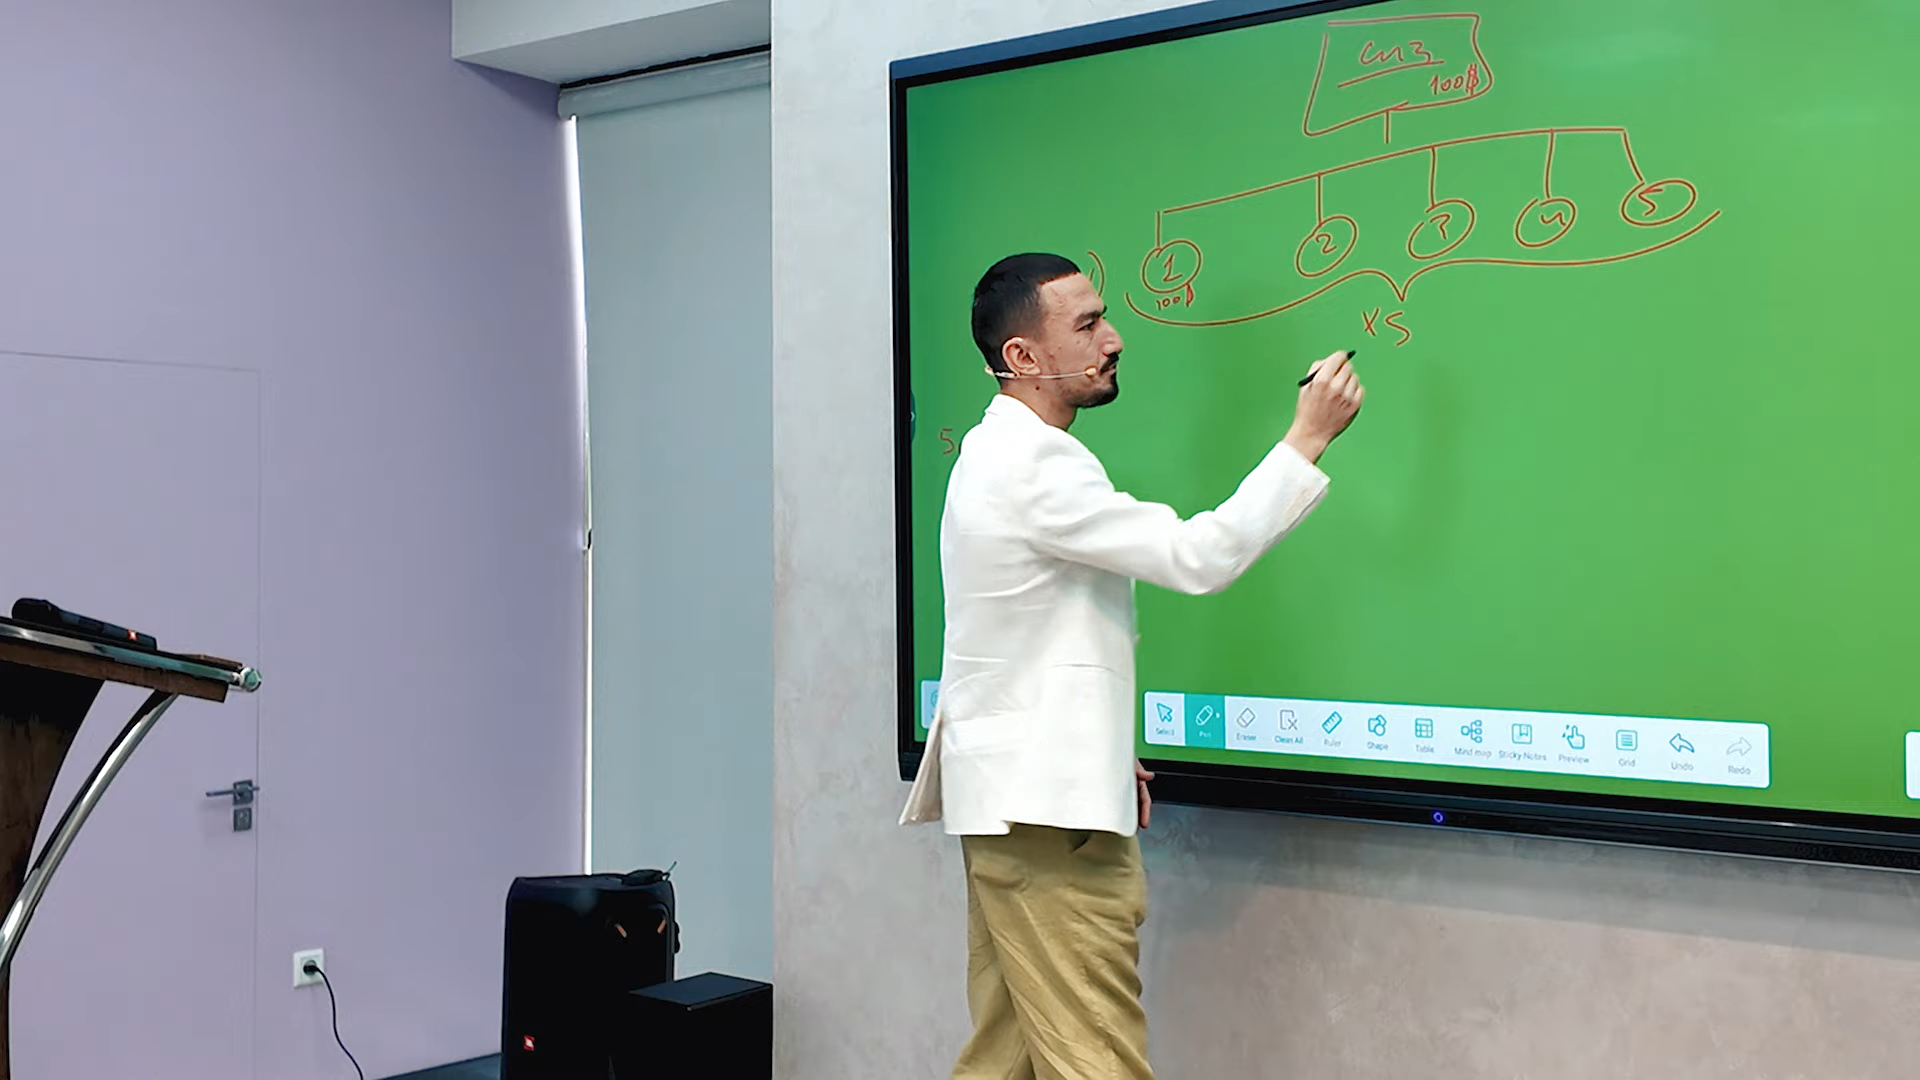 сиз
100$
1 2 3 4 5
100$
x5
5
Select Pen Eraser Clean All Ruler Shape Table Mind map Sticky Notes Preview Grid Undo Redo